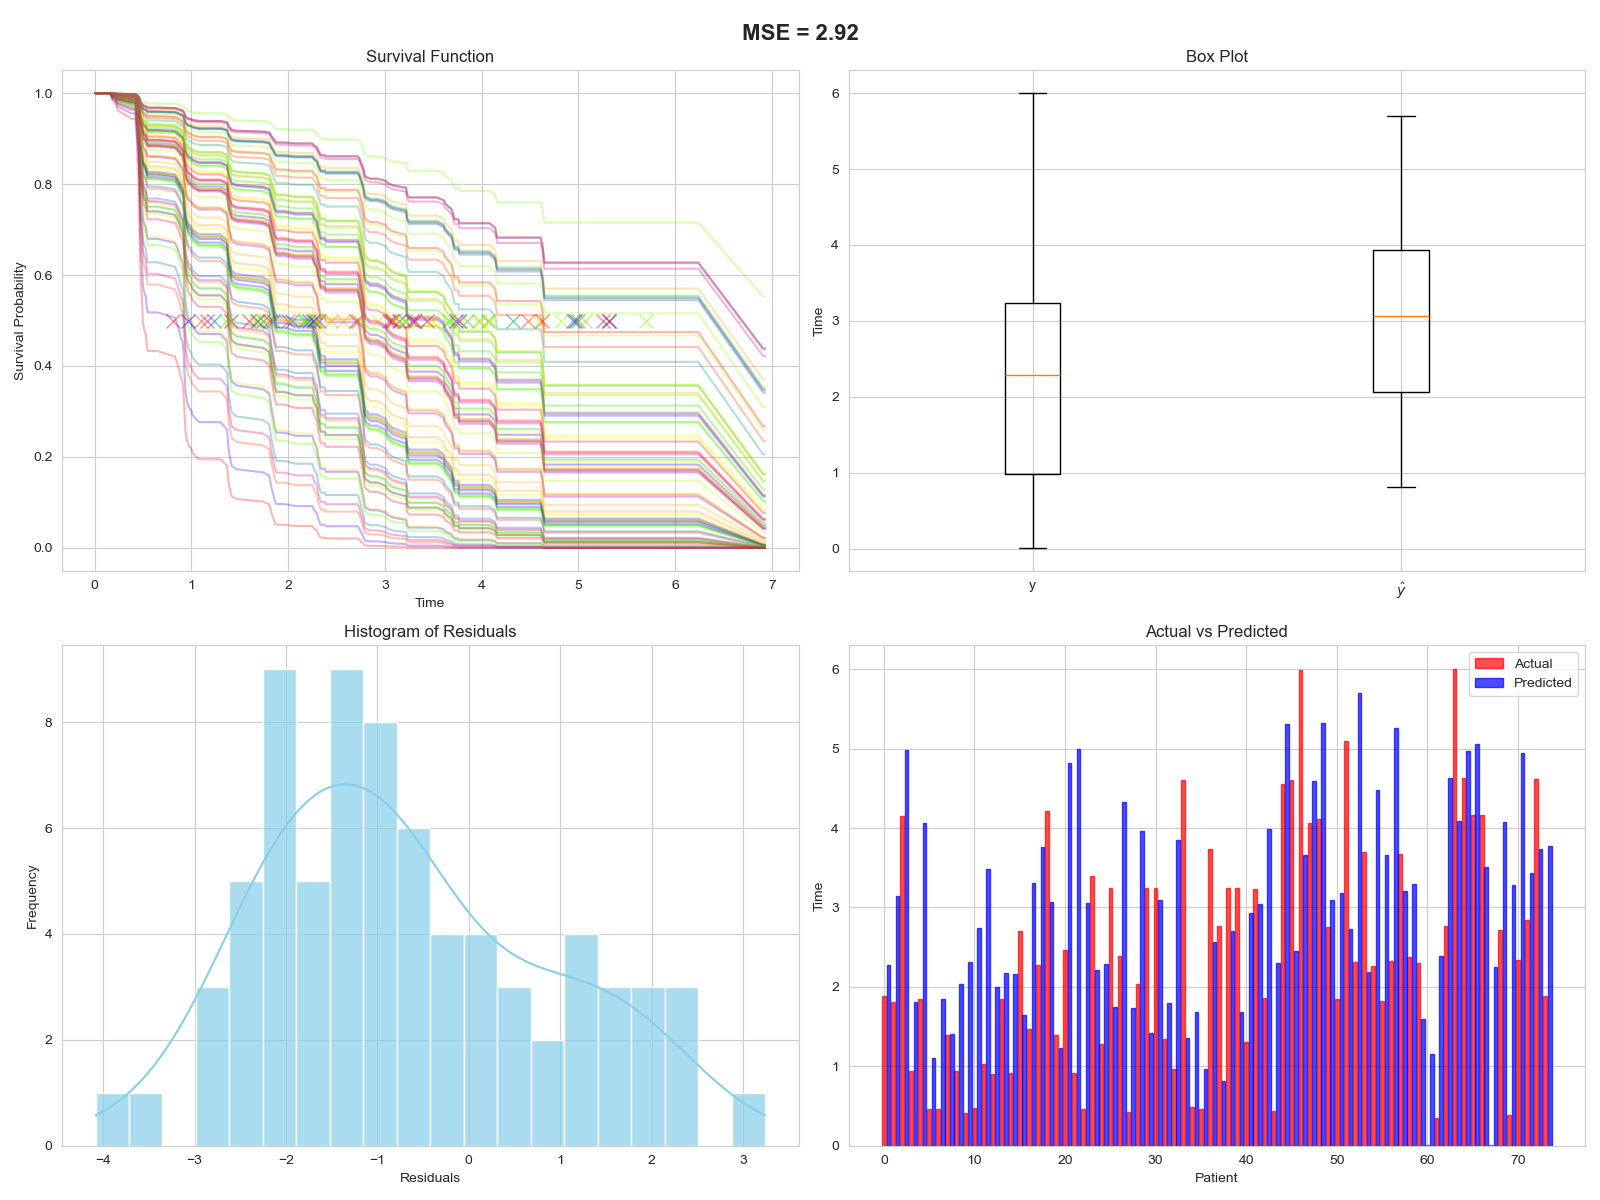 MSE = 2.92
Survival Function
Survival Probability
1.0
0.8
0.6
0.4
0.2
0.0
0 1 2 3 4 5 6 7
Time
Box Plot
Time
6
5
4
3
2
1
0
y ŷ
Histogram of Residuals
Frequency
8
6
4
2
0
−4 −3 −2 −1 0 1 2 3
Residuals
Actual vs Predicted
Actual
Predicted
Time
6
5
4
3
2
1
0
0 10 20 30 40 50 60 70
Patient